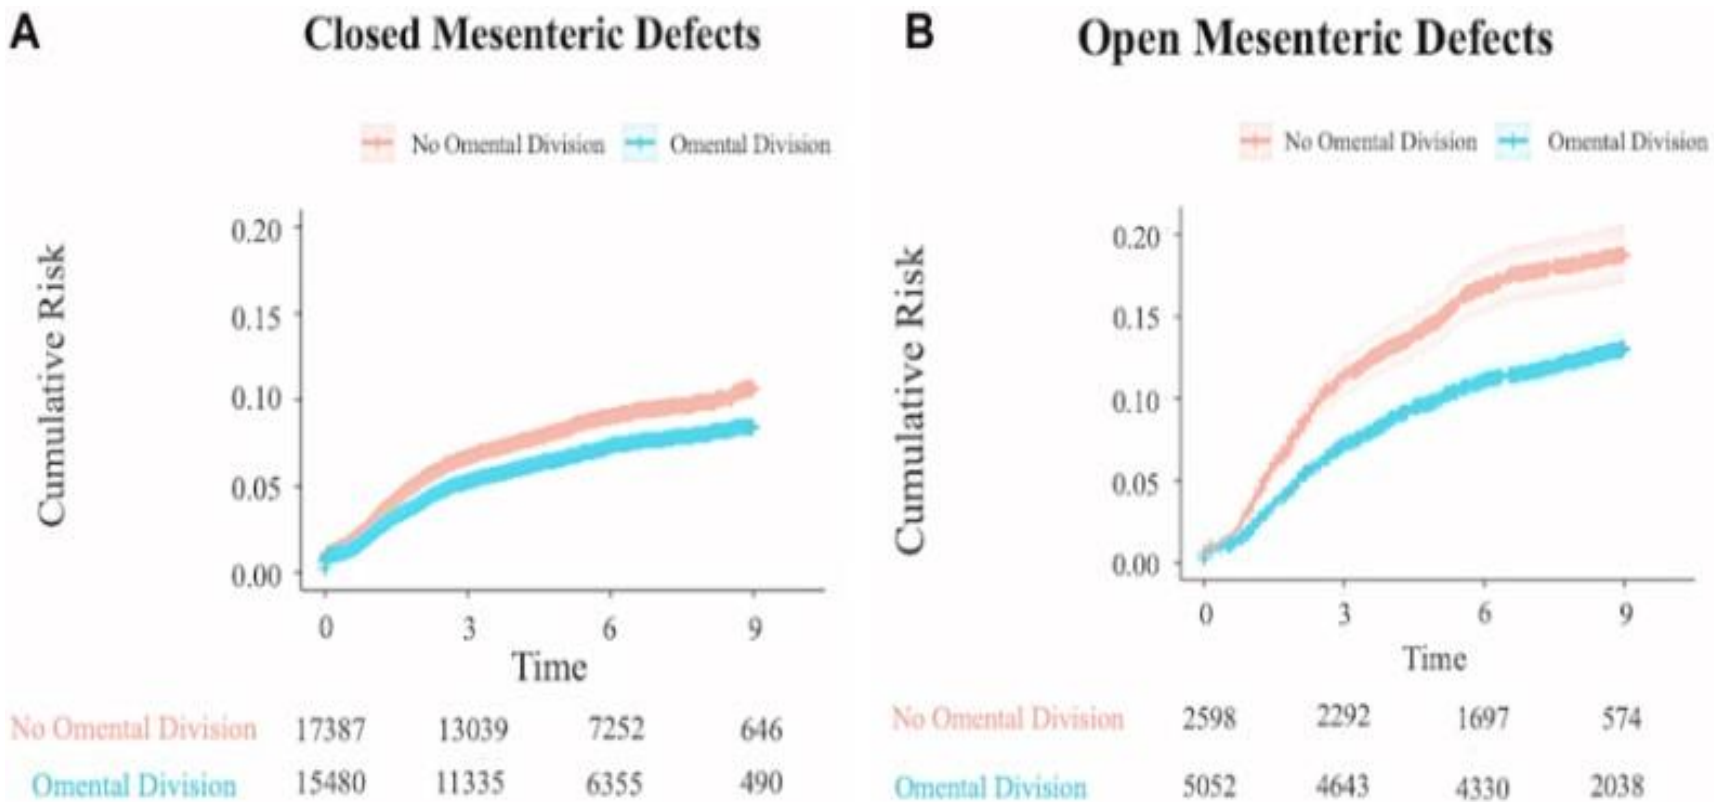 A
Closed Mesenteric Defects
No Omental Division
Omental Division
Cumulative Risk
0.20
0.15
0.10
0.05
0.00
0 3 6 9
Time
No Omental Division 17387 13039 7252 646
Omental Division 15480 11335 6355 490
B
Open Mesenteric Defects
No Omental Division
Omental Division
Cumulative Risk
0.20
0.15
0.10
0.05
0.00
0 3 6 9
Time
No Omental Division 2598 2292 1697 574
Omental Division 5052 4643 4330 2038